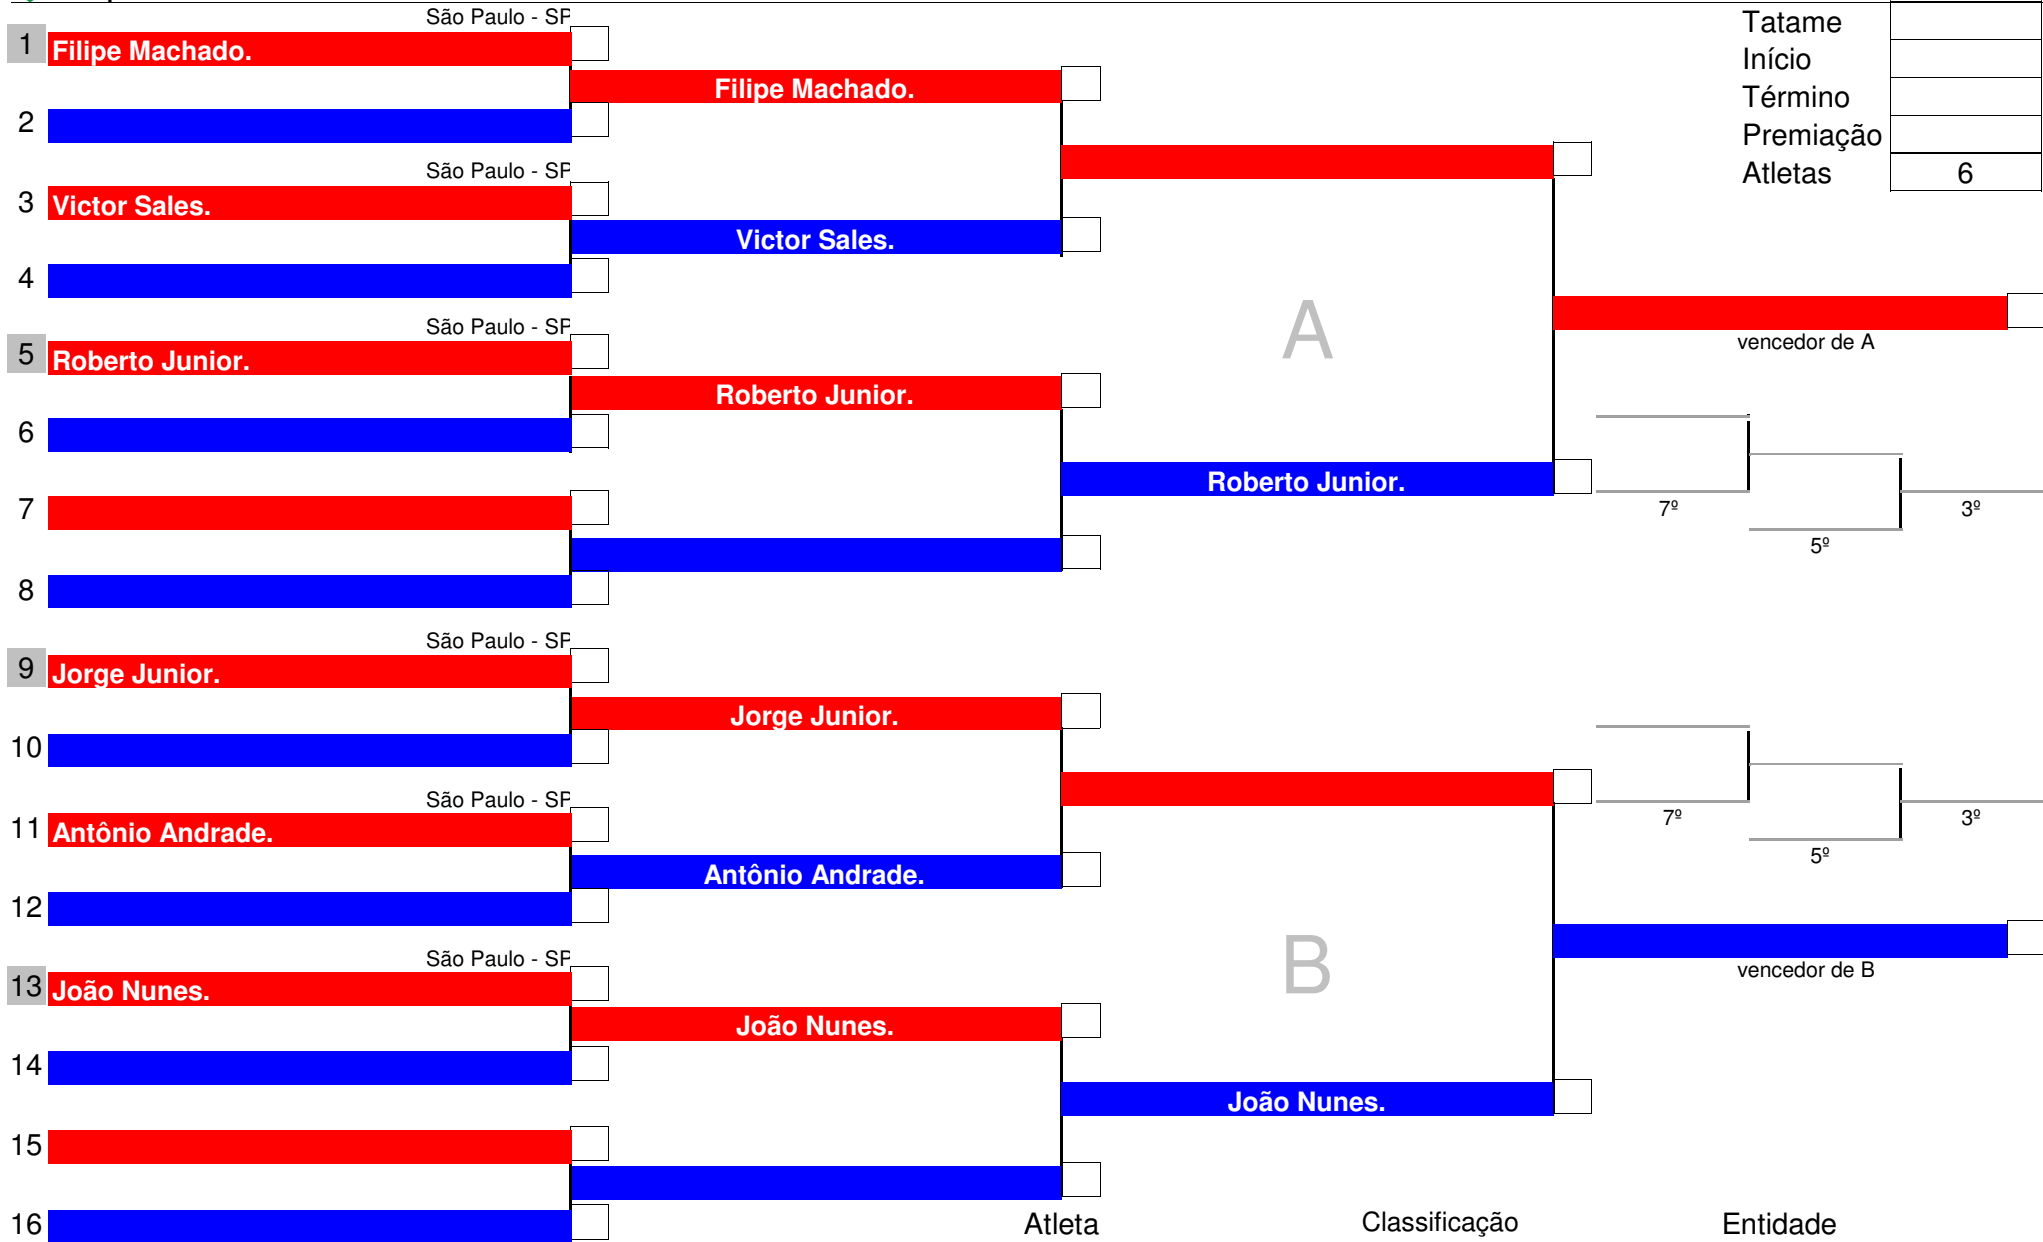 São Paulo - SP
Tatame
1 Filipe Machado.
Início
Filipe Machado.
Término
2
Premiação
São Paulo - SP
Atletas 6
3 Victor Sales.
Victor Sales.
4
São Paulo - SP
A
vencedor de A
5 Roberto Junior.
Roberto Junior.
6
Roberto Junior.
7
7º
3º
5º
8
São Paulo - SP
9 Jorge Junior.
Jorge Junior.
10
São Paulo - SP
7º
3º
11 Antônio Andrade.
5º
Antônio Andrade.
12
São Paulo - SP
B
vencedor de B
13 João Nunes.
João Nunes.
14
João Nunes.
15
16
Atleta
Classificação
Entidade